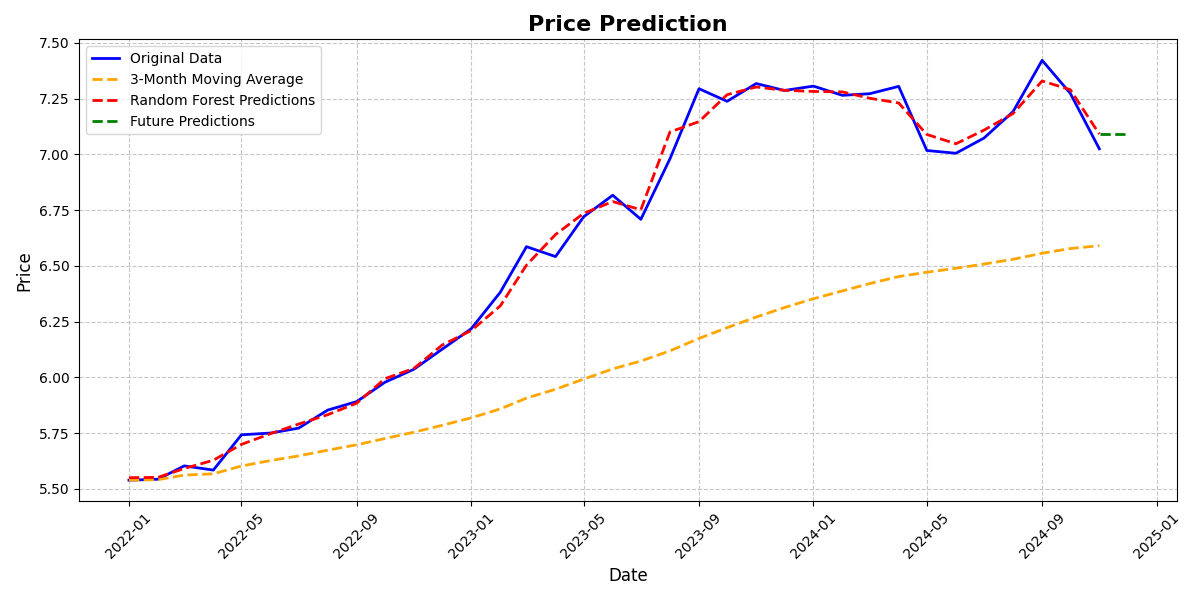 Price Prediction
Original Data
3-Month Moving Average
Random Forest Predictions
Future Predictions
Price
7.50
7.25
7.00
6.75
6.50
6.25
6.00
5.75
5.50
2022-01
2022-05
2022-09
2023-01
2023-05
2023-09
2024-01
2024-05
2024-09
2025-01
Date